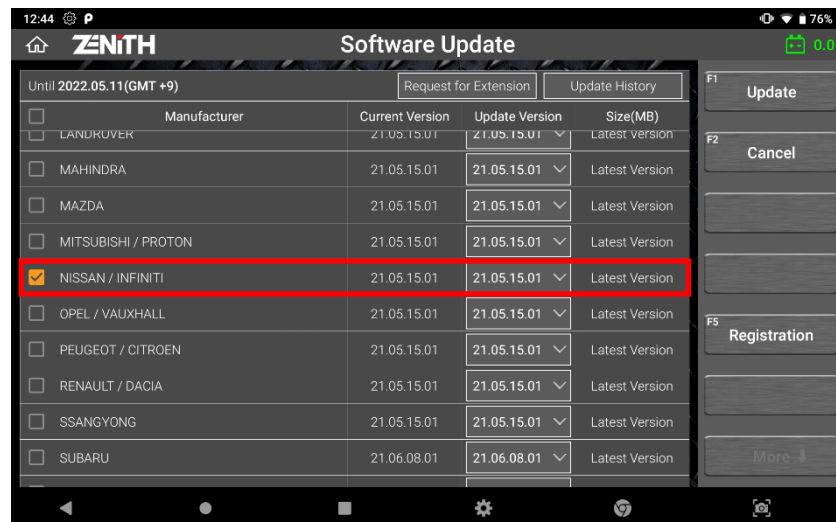 12:44 76%
ZENITH Software Update 0.0
Until 2022.05.11(GMT +9) Request for Extension Update History
Manufacturer Current Version Update Version Size(MB)
LANDROVER 21.05.15.01 21.05.15.01 Latest Version
MAHINDRA 21.05.15.01 21.05.15.01 Latest Version
MAZDA 21.05.15.01 21.05.15.01 Latest Version
MITSUBISHI / PROTON 21.05.15.01 21.05.15.01 Latest Version
NISSAN / INFINITI 21.05.15.01 21.05.15.01 Latest Version
OPEL / VAUXHALL 21.05.15.01 21.05.15.01 Latest Version
PEUGEOT / CITROEN 21.05.15.01 21.05.15.01 Latest Version
RENAULT / DACIA 21.05.15.01 21.05.15.01 Latest Version
SSANGYONG 21.05.15.01 21.05.15.01 Latest Version
SUBARU 21.06.08.01 21.06.08.01 Latest Version
F1 Update
F2 Cancel
F5 Registration
More